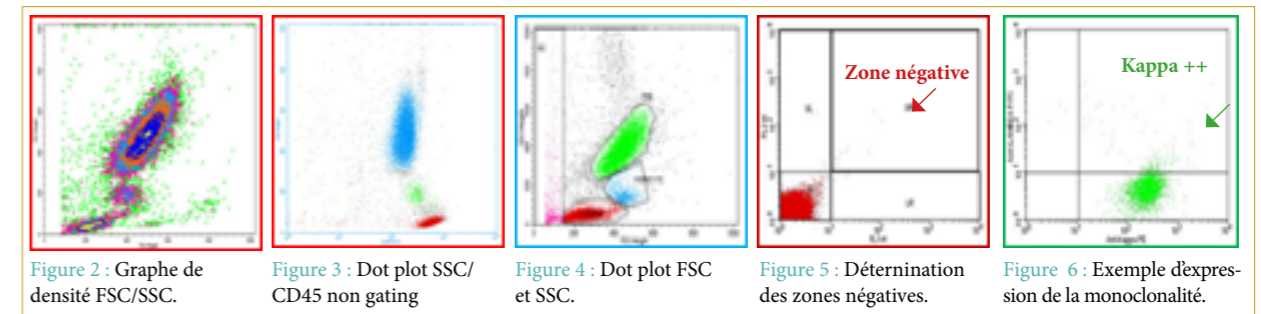 Zone négative
Kappa ++
Figure 2 : Graphe de
densité FSC/SSC.
Figure 3 : Dot plot SSC/
CD45 non gating
Figure 4 : Dot plot FSC
et SSC.
Figure 5 : Déternination
des zones négatives.
Figure 6 : Exemple d'expres-
sion de la monoclonalité.